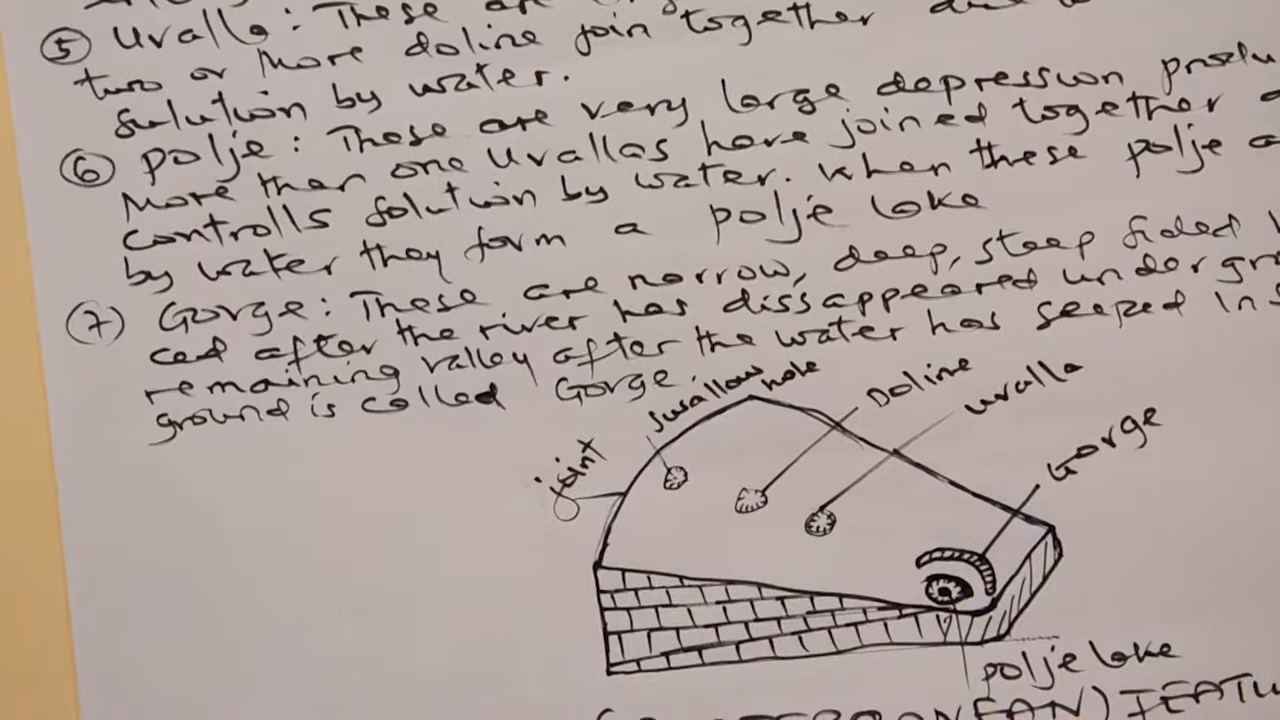 ⑤ Uvalla: These are
two or More doline join together due to
Solution by water.
⑥ polje: These are very large depression produ
More than one Uvallas have joined together
controlls solution by water. when these polje
by water they form a polje lake
⑦ Gorge: These are narrow, deep, steep sided
ced after the river has dissappeared undergr
remaining valley after the water has seeped In
ground is called Gorge.
Swallow hole
Doline
uvalla
Gorge
joint
polje lake